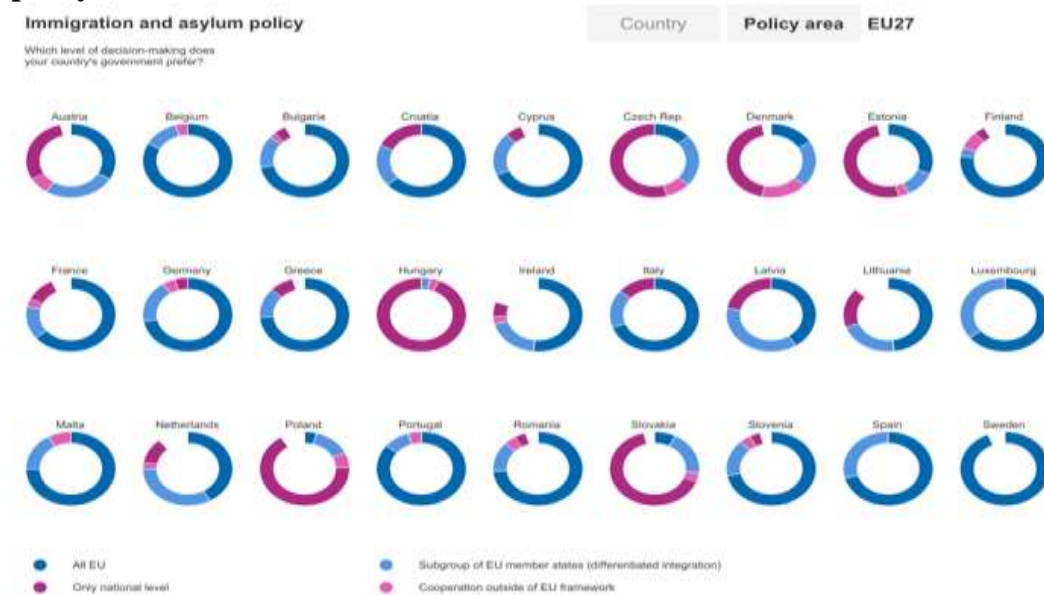 Immigration and asylum policy
Country Policy area EU27
Which level of decision-making does
your country's government prefer?
Austria Belgium Bulgaria Croatia Cyprus Czech Rep. Denmark Estonia Finland
France Germany Greece Hungary Ireland Italy Latvia Lithuania Luxembourg
Malta Netherlands Poland Portugal Romania Slovakia Slovenia Spain Sweden
All EU Subgroup of EU member states (differentiated integration)
Only national level Cooperation outside of EU framework